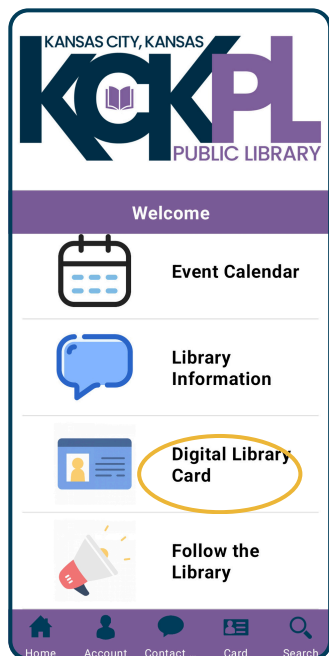 KANSAS CITY, KANSAS
KCKPL
PUBLIC LIBRARY
Welcome
Event Calendar
Library
Information
Digital Library
Card
Follow the
Library
Home Account Contact... Card Search